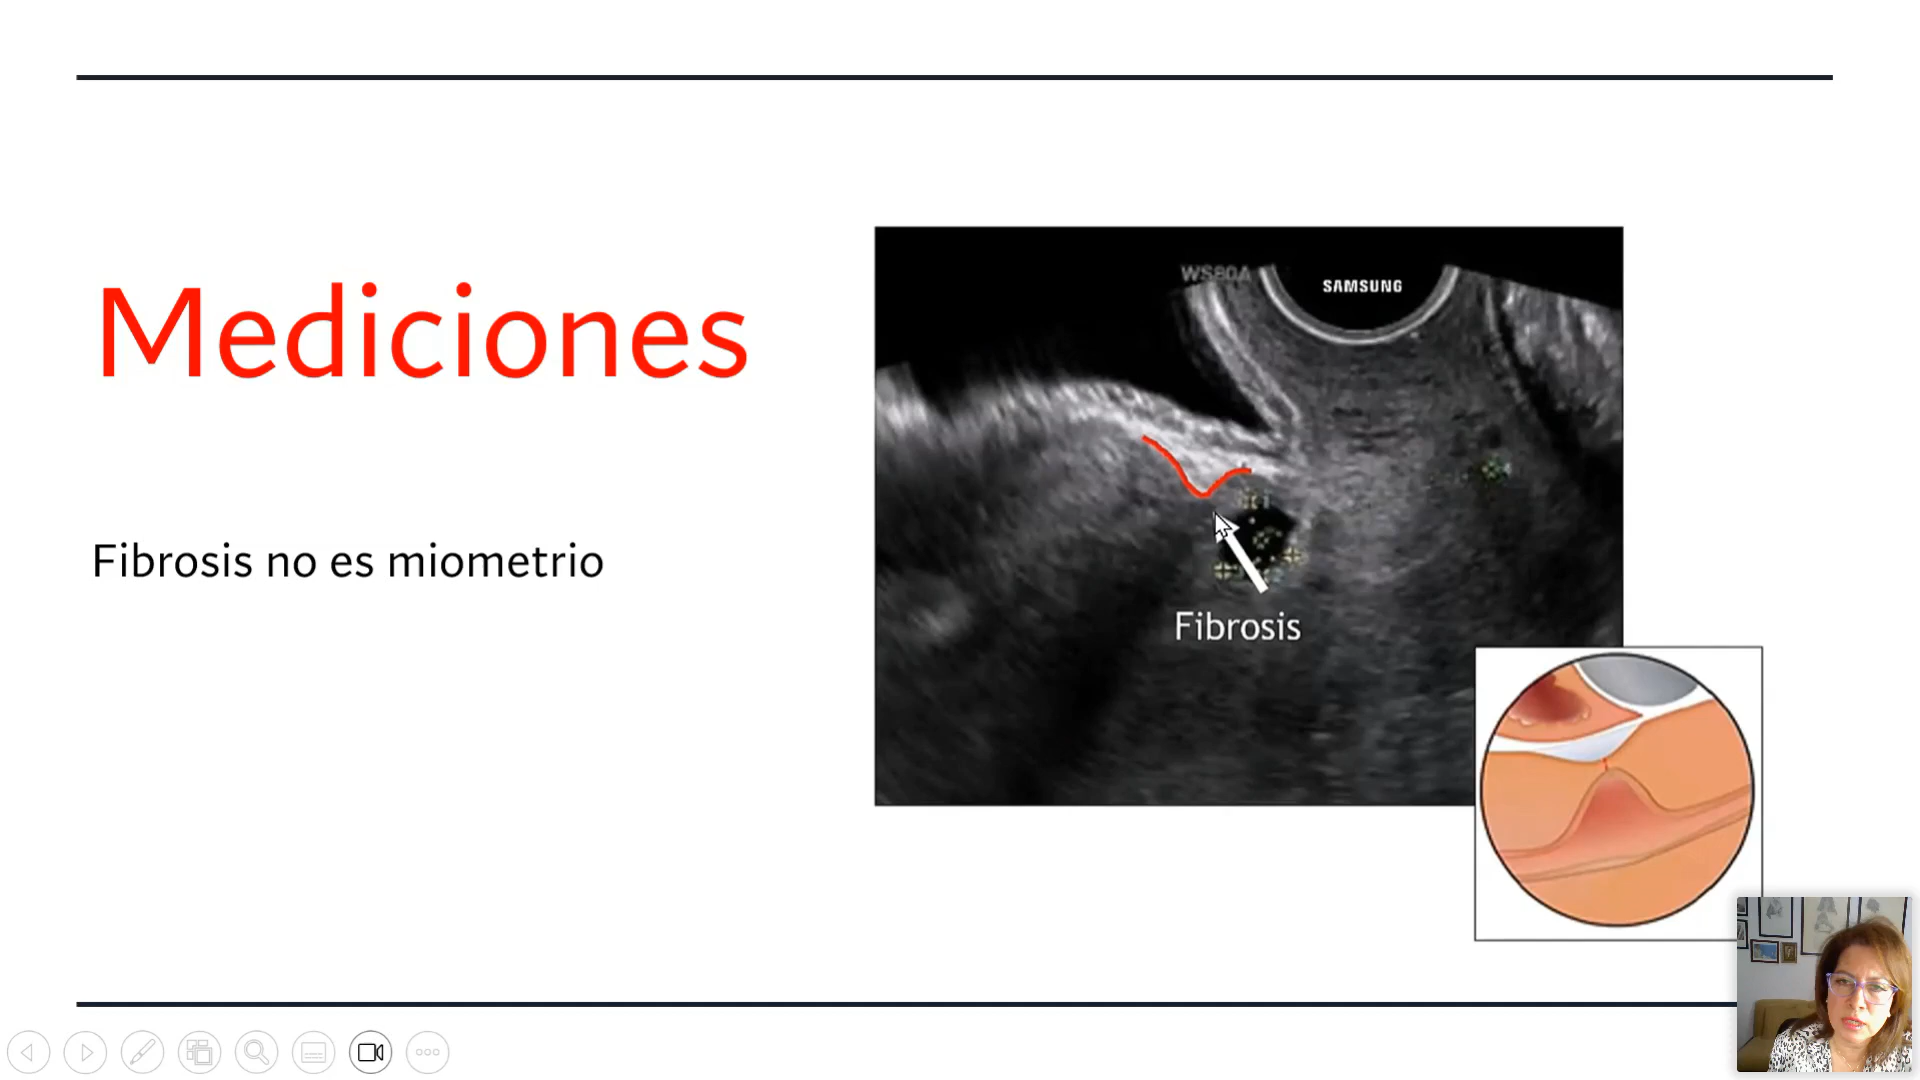 Mediciones
Fibrosis no es miometrio
WS80A
SAMSUNG
Fibrosis